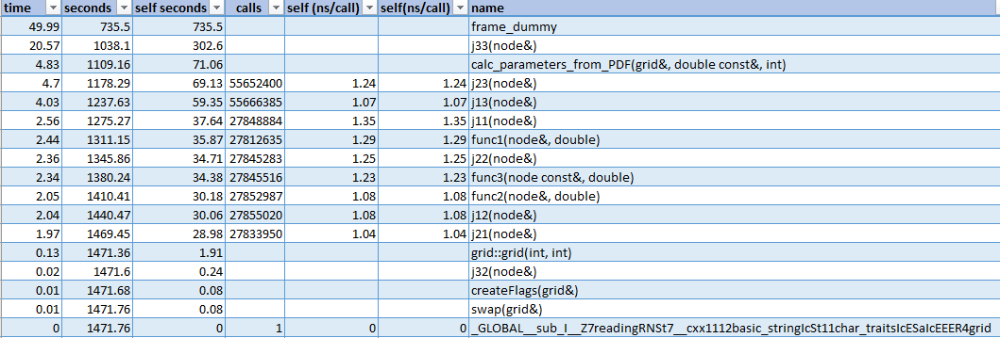 time seconds self seconds calls self (ns/call) self(ns/call) name
49.99 735.5 735.5 frame_dummy
20.57 1038.1 302.6 j33(node&)
4.83 1109.16 71.06 calc_parameters_from_PDF(grid&, double const&, int)
4.7 1178.29 69.13 55652400 1.24 1.24 j23(node&)
4.03 1237.63 59.35 55666385 1.07 1.07 j13(node&)
2.56 1275.27 37.64 27848884 1.35 1.35 j11(node&)
2.44 1311.15 35.87 27812635 1.29 1.29 func1(node&, double)
2.36 1345.86 34.71 27845283 1.25 1.25 j22(node&)
2.34 1380.24 34.38 27845516 1.23 1.23 func3(node const&, double)
2.05 1410.41 30.18 27852987 1.08 1.08 func2(node&, double)
2.04 1440.47 30.06 27855020 1.08 1.08 j12(node&)
1.97 1469.45 28.98 27833950 1.04 1.04 j21(node&)
0.13 1471.36 1.91 grid::grid(int, int)
0.02 1471.6 0.24 j32(node&)
0.01 1471.68 0.08 createFlags(grid&)
0.01 1471.76 0.08 swap(grid&)
0 1471.76 0 1 0 0 _GLOBAL__sub_I__Z7readingRNSt7__cxx1112basic_stringIcSt11char_traitsIcESaIcEEER4grid